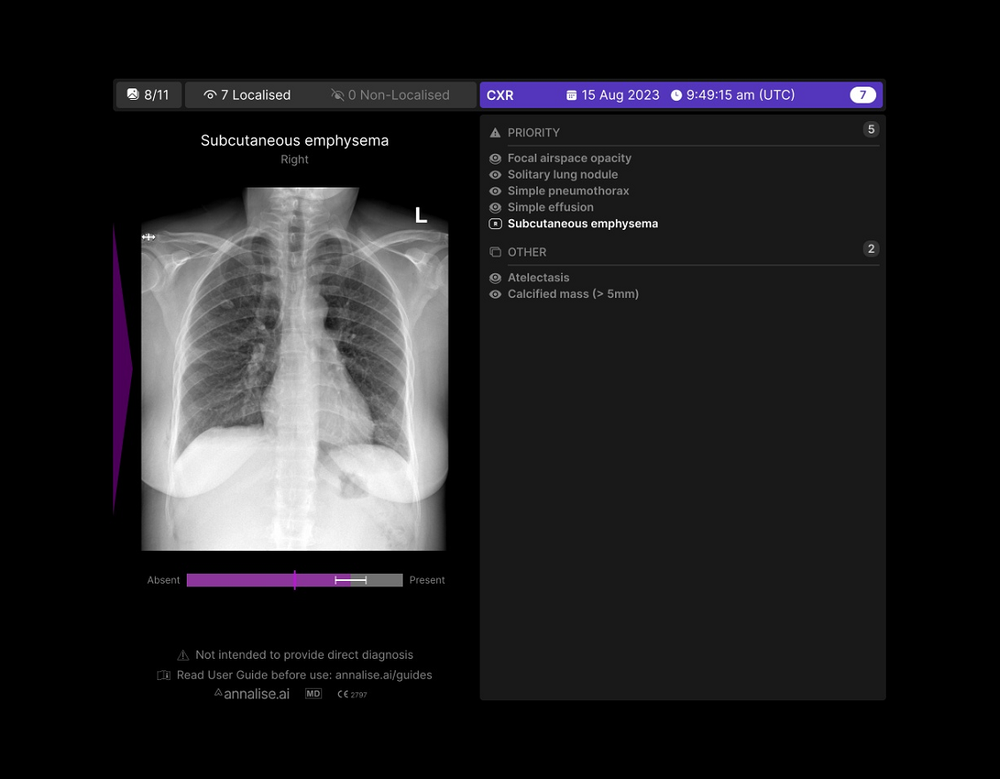 8/11
7 Localised
0 Non-Localised
CXR
15 Aug 2023
9:49:15 am (UTC)
7
Subcutaneous emphysema
Right
L
Absent
Present
Not intended to provide direct diagnosis
Read User Guide before use: annalise.ai/guides
annalise.ai MD CE 2797
PRIORITY
5
Focal airspace opacity
Solitary lung nodule
Simple pneumothorax
Simple effusion
R Subcutaneous emphysema
OTHER
2
Atelectasis
Calcified mass (> 5mm)